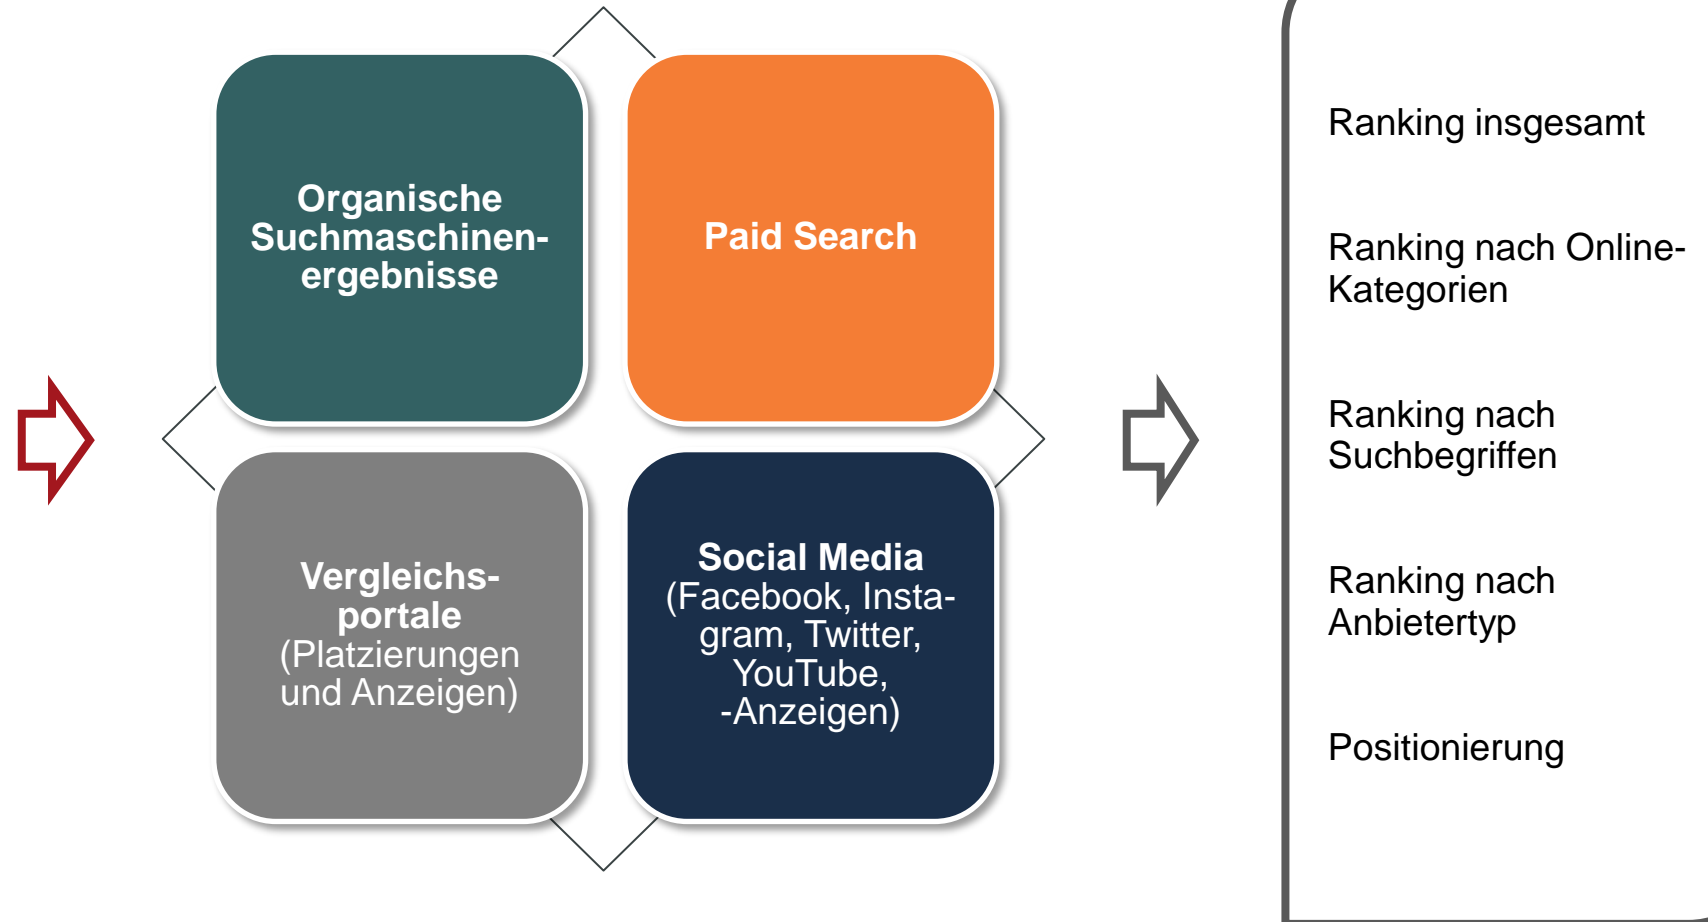 Organische
Suchmaschinen-
ergebnisse
Paid Search
Vergleichs-
portale
(Platzierungen
und Anzeigen)
Social Media
(Facebook, Insta-
gram, Twitter,
YouTube,
-Anzeigen)
Ranking insgesamt
Ranking nach Online-
Kategorien
Ranking nach
Suchbegriffen
Ranking nach
Anbietertyp
Positionierung